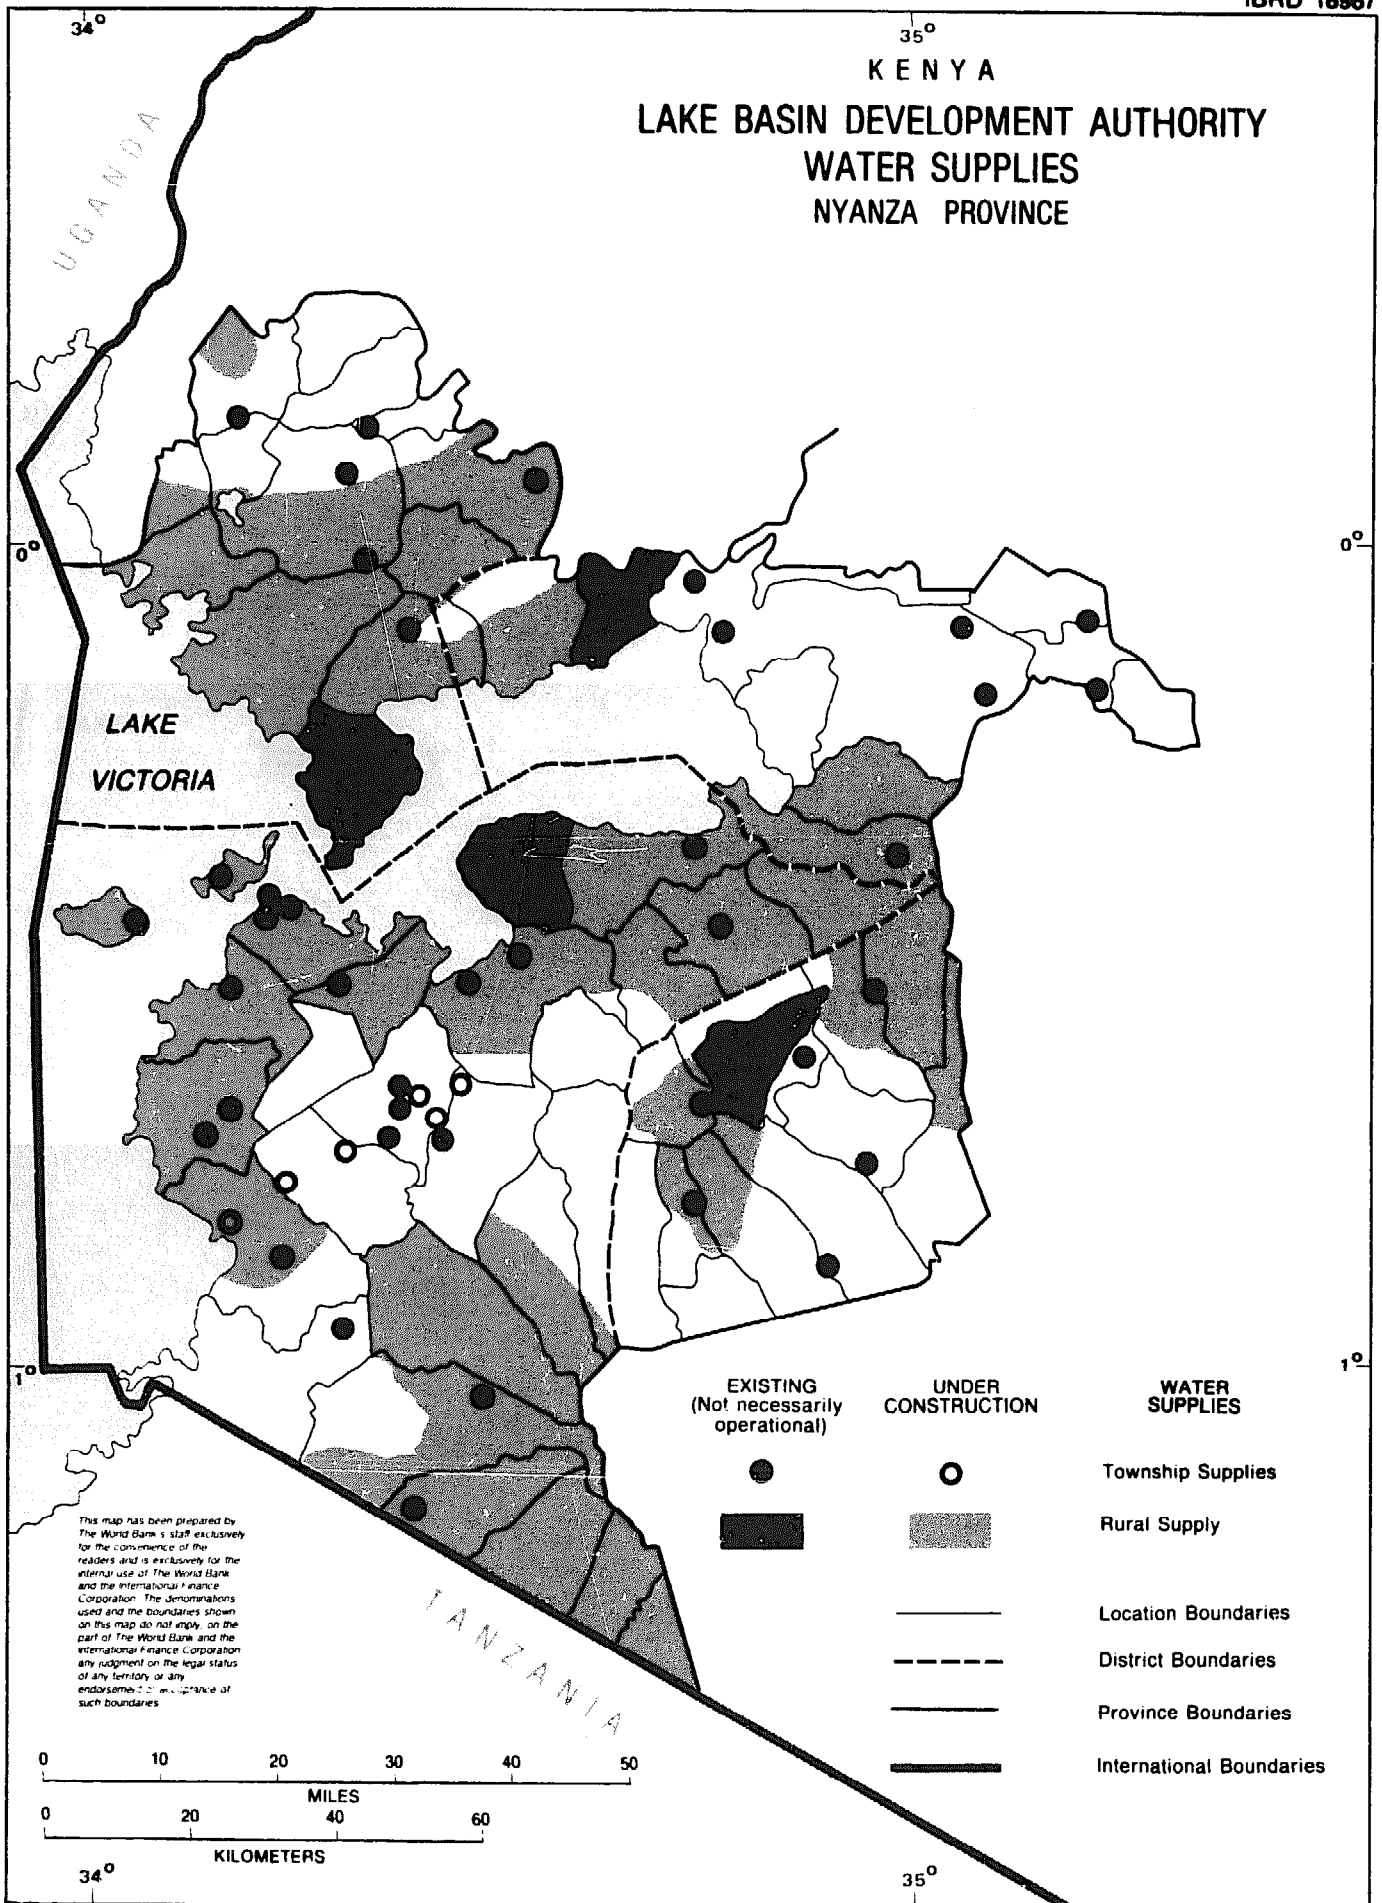 IBRD 18987
34°
35°
KENYA
LAKE BASIN DEVELOPMENT AUTHORITY
WATER SUPPLIES
NYANZA PROVINCE
UGANDA
0°
0°
LAKE
VICTORIA
1°
1°
EXISTING
(Not necessarily
operational)
UNDER
CONSTRUCTION
WATER
SUPPLIES
Township Supplies
Rural Supply
Location Boundaries
District Boundaries
Province Boundaries
International Boundaries
TANZANIA
This map has been prepared by
The World Bank's staff exclusively
for the convenience of the
readers and is exclusively for the
internal use of The World Bank
and the International Finance
Corporation. The denominations
used and the boundaries shown
on this map do not imply, on the
part of The World Bank and the
International Finance Corporation
any judgment on the legal status
of any territory or any
endorsement or acceptance of
such boundaries
0 10 20 30 40 50
MILES
0 20 40 60
KILOMETERS
34°
35°